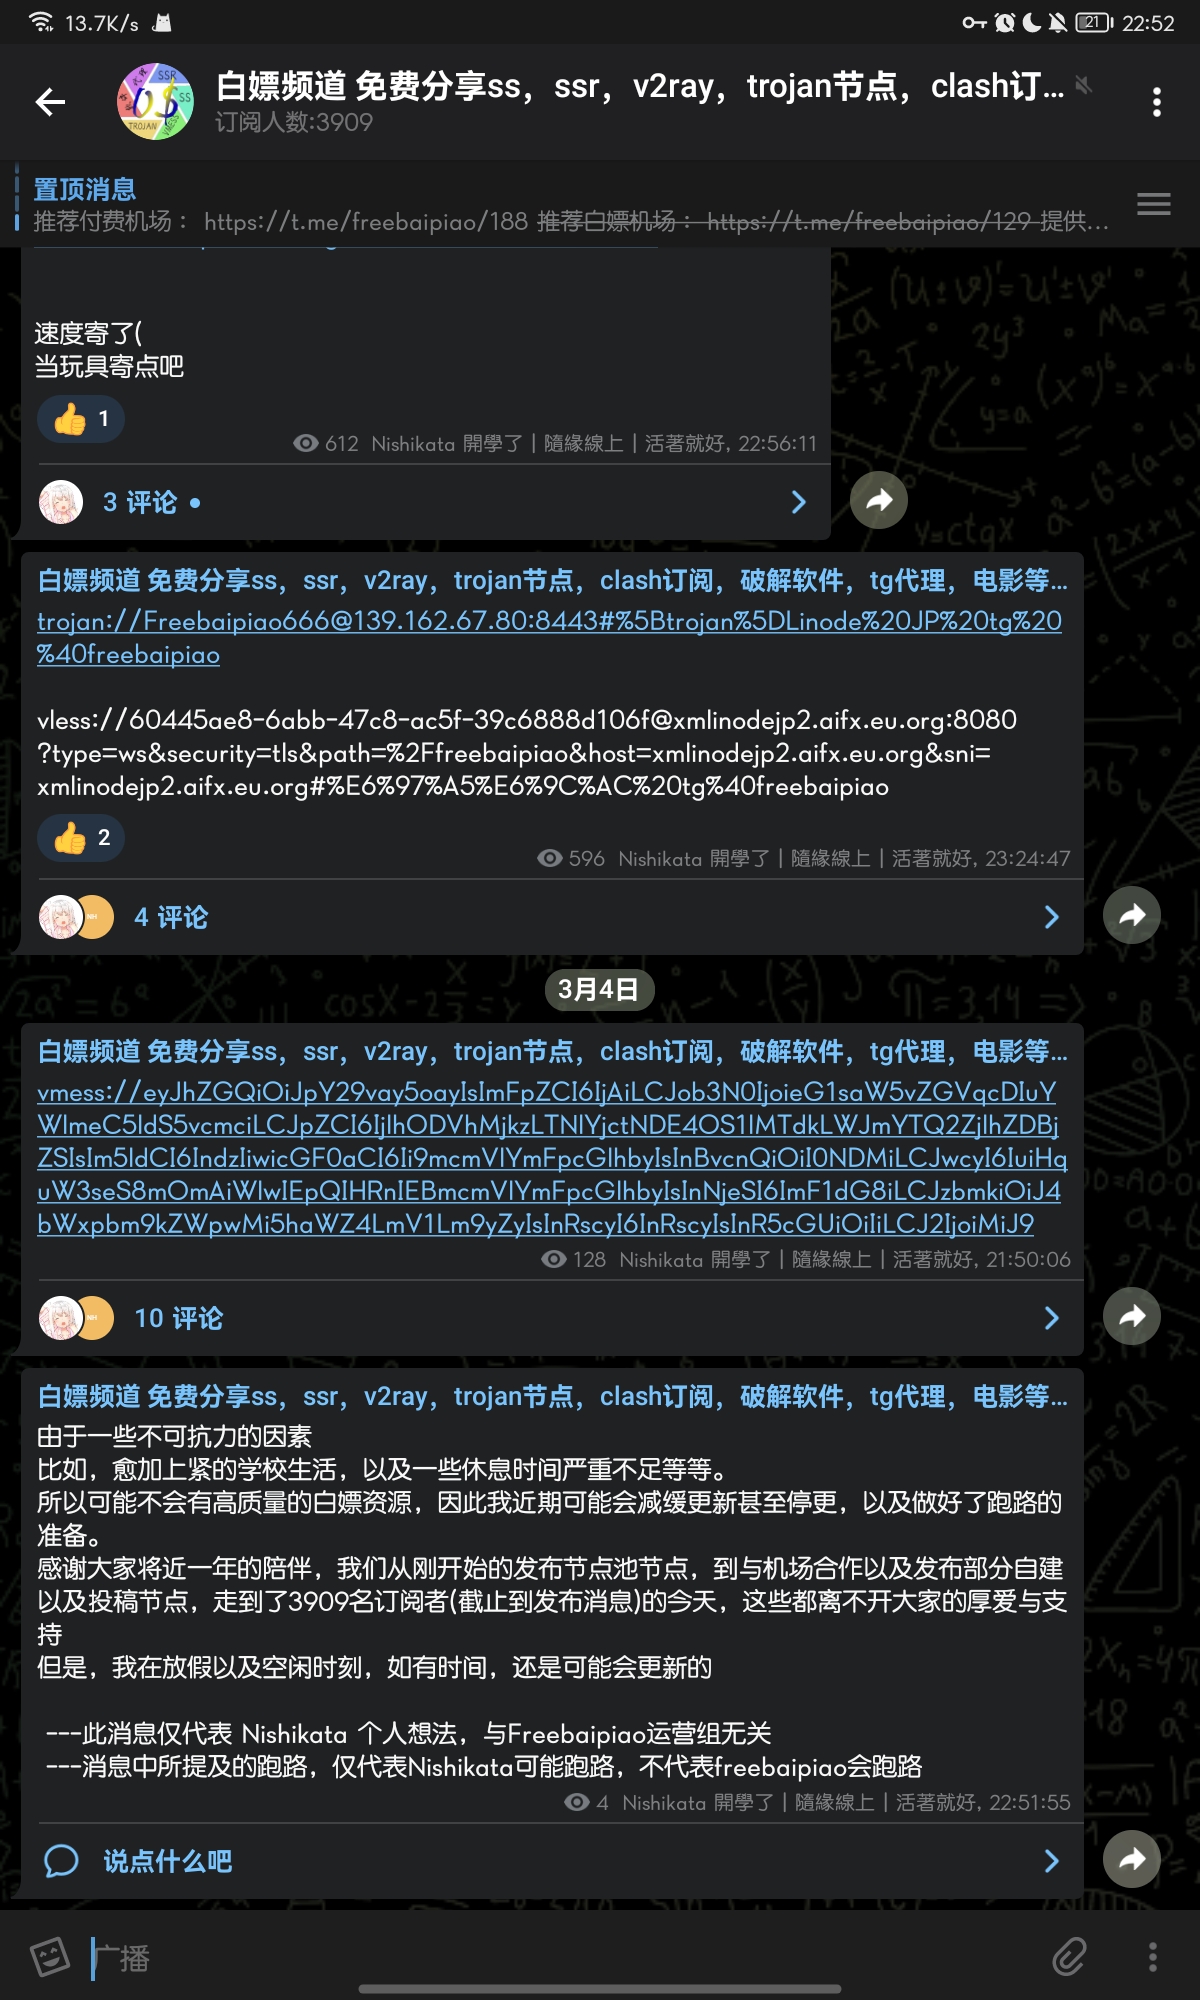 13.7K/s
21
22:52
白嫖频道 免费分享ss，ssr，v2ray，trojan节点，clash订...
订阅人数:3909
置顶消息
推荐付费机场： https://t.me/freebaipiao/188 推荐白嫖机场： https://t.me/freebaipiao/129 提供...
速度寄了(
当玩具寄点吧
👍 1
612 Nishikata 開學了 | 隨緣線上 | 活著就好, 22:56:11
3 评论
白嫖频道 免费分享ss，ssr，v2ray，trojan节点，clash订阅，破解软件，tg代理，电影等...
trojan://Freebaipiao666@139.162.67.80:8443#%5Btrojan%5DLinode%20JP%20tg%20
%40freebaipiao
vless://60445ae8-6abb-47c8-ac5f-39c6888d106f@xmlinodejp2.aifx.eu.org:8080
?type=ws&security=tls&path=%2Ffreebaipiao&host=xmlinodejp2.aifx.eu.org&sni=
xmlinodejp2.aifx.eu.org#%E6%97%A5%E6%9C%AC%20tg%40freebaipiao
👍 2
596 Nishikata 開學了 | 隨緣線上 | 活著就好, 23:24:47
4 评论
3月4日
白嫖频道 免费分享ss，ssr，v2ray，trojan节点，clash订阅，破解软件，tg代理，电影等...
vmess://eyJhZGQiOiJpY29vay5oayIsImFpZCI6IjAiLCJob3N0IjoieG1saW5vZGVqcDIuY
WlmeC5ldS5vcmciLCJpZCI6IjlhODVhMjkzLTNlYjctNDE4OS1lMTdkLWJmYTQ2ZjlhZDBj
ZSIsIm5ldCI6IndzIiwicGF0aCI6Ii9mcmVlYmFpcGlhbyIsInBvcnQiOiI0NDMiLCJwcyI6IuiHq
uW3seS8mOmAiWlwIEpQIHRnIEBmcmVlYmFpcGlhbyIsInNjeSI6ImF1dG8iLCJzbmkiOiJ4
bWxpbm9kZWpwMi5haWZ4LmV1Lm9yZyIsInRscyI6InRscyIsInR5cGUiOiIiLCJ2IjoiMiJ9
128 Nishikata 開學了 | 隨緣線上 | 活著就好, 21:50:06
10 评论
白嫖频道 免费分享ss，ssr，v2ray，trojan节点，clash订阅，破解软件，tg代理，电影等...
由于一些不可抗力的因素
比如，愈加上紧的学校生活，以及一些休息时间严重不足等等。
所以可能不会有高质量的白嫖资源，因此我近期可能会减缓更新甚至停更，以及做好了跑路的
准备。
感谢大家将近一年的陪伴，我们从刚开始的发布节点池节点，到与机场合作以及发布部分自建
以及投稿节点，走到了3909名订阅者(截止到发布消息)的今天，这些都离不开大家的厚爱与支
持
但是，我在放假以及空闲时刻，如有时间，还是可能会更新的
---此消息仅代表 Nishikata 个人想法，与Freebaipiao运营组无关
---消息中所提及的跑路，仅代表Nishikata可能跑路，不代表freebaipiao会跑路
4 Nishikata 開學了 | 隨緣線上 | 活著就好, 22:51:55
说点什么吧
广播